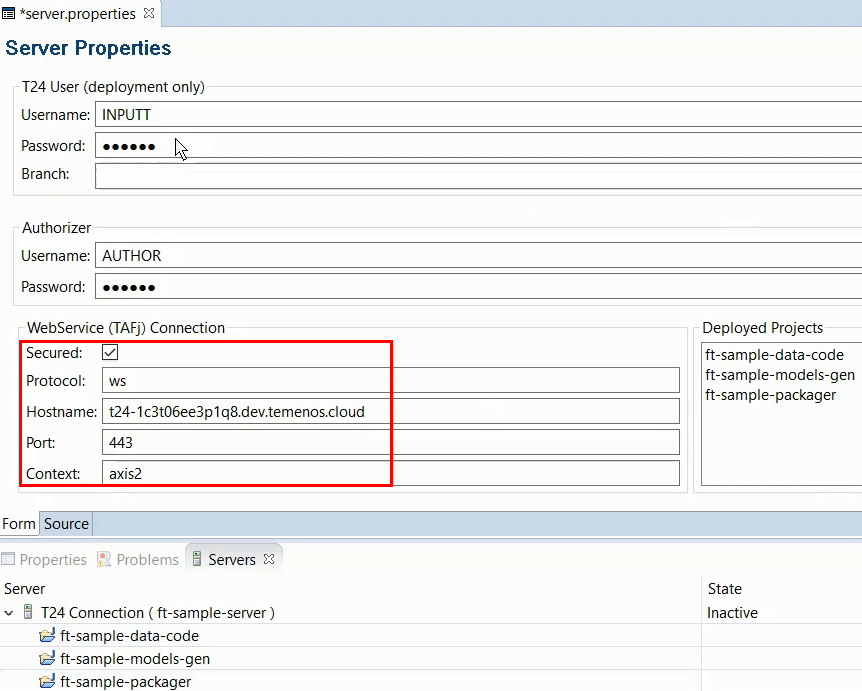 *server.properties
Server Properties
T24 User (deployment only)
Username: INPUTT
Password: ●●●●●●
Branch:
Authorizer
Username: AUTHOR
Password: ●●●●●●
WebService (TAFj) Connection
Secured:
Protocol: ws
Hostname: t24-1c3t06ee3p1q8.dev.temenos.cloud
Port: 443
Context: axis2
Deployed Projects
ft-sample-data-code
ft-sample-models-gen
ft-sample-packager
Form Source
Properties Problems Servers
Server State
T24 Connection ( ft-sample-server ) Inactive
ft-sample-data-code
ft-sample-models-gen
ft-sample-packager